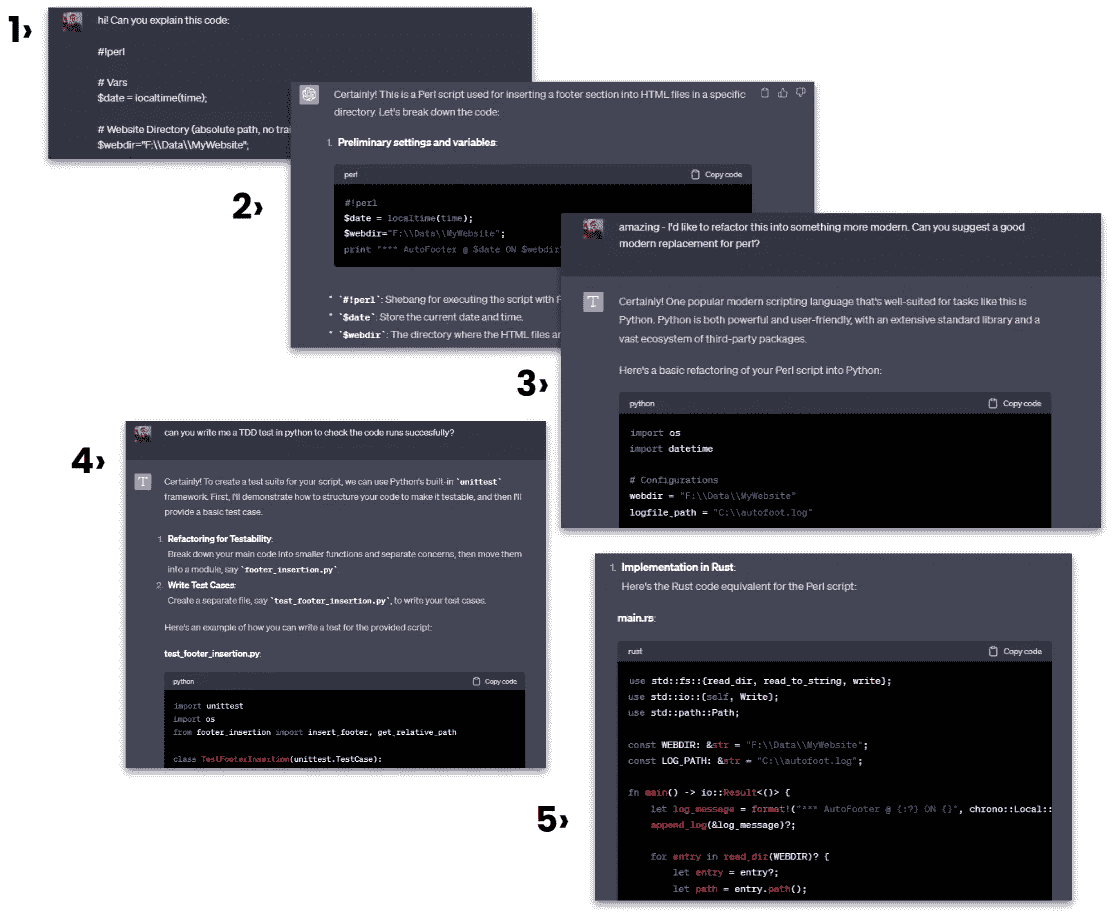 1›
hi! Can you explain this code:
#!perl
# Vars
$date = localtime(time);
# Website Directory (absolute path, no trai
$webdir="F:\\Data\\MyWebsite";
2›
Certainly! This is a Perl script used for inserting a footer section into HTML files in a specific
directory. Let's break down the code:
1. Preliminary settings and variables:
perl
Copy code
#!perl
$date = localtime(time);
$webdir="F:\\Data\\MyWebsite";
print "*** AutoFooter @ $date ON $webdir
* `#!perl`: Shebang for executing the script with
* `$date`: Store the current date and time.
* `$webdir`: The directory where the HTML files
3›
amazing - I'd like to refactor this into something more modern. Can you suggest a good
modern replacement for perl?
T
Certainly! One popular modern scripting language that's well-suited for tasks like this is
Python. Python is both powerful and user-friendly, with an extensive standard library and a
vast ecosystem of third-party packages.
Here's a basic refactoring of your Perl script into Python:
python
Copy code
import os
import datetime
# Configurations
webdir = "F:\\Data\\MyWebsite"
logfile_path = "C:\\autofoot.log"
4›
can you write me a TDD test in python to check the code runs succesfully?
T
Certainly! To create a test suite for your script, we can use Python's built-in `unittest`
framework. First, I'll demonstrate how to structure your code to make it testable, and then I'll
provide a basic test case.
1. Refactoring for Testability:
Break down your main code into smaller functions and separate concerns, then move them
into a module, say `footer_insertion.py`.
2. Write Test Cases:
Create a separate file, say `test_footer_insertion.py`, to write your test cases.
Here's an example of how you can write a test for the provided script:
test_footer_insertion.py:
python
Copy code
import unittest
import os
from footer_insertion import insert_footer, get_relative_path
class TestFooterInsertion(unittest.TestCase):
5›
1. Implementation in Rust:
Here's the Rust code equivalent for the Perl script:
main.rs:
rust
Copy code
use std::fs::{read_dir, read_to_string, write};
use std::io::{self, Write};
use std::path::Path;
const WEBDIR: &str = "F:\\Data\\MyWebsite";
const LOG_PATH: &str = "C:\\autofoot.log";
fn main() -> io::Result<()> {
let log_message = format!("*** AutoFooter @ {:?} ON {}", chrono::Local::
append_log(&log_message)?;
for entry in read_dir(WEBDIR)? {
let entry = entry?;
let path = entry.path();